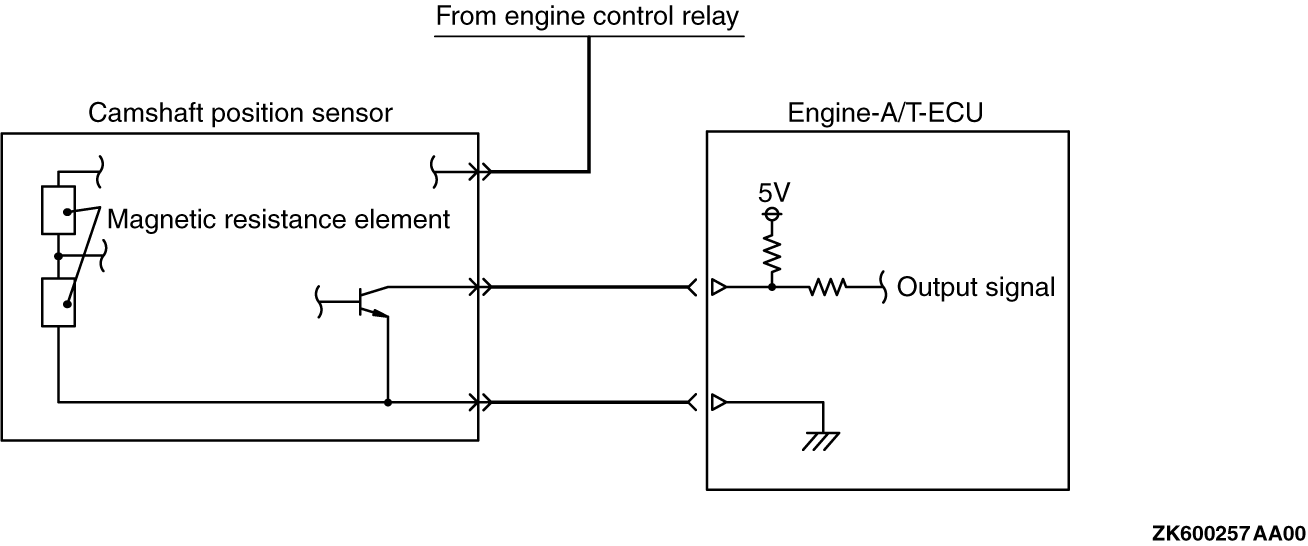 From engine control relay
Camshaft position sensor
Engine-A/T-ECU
5V
Magnetic resistance element
Output signal
ZK600257AA00